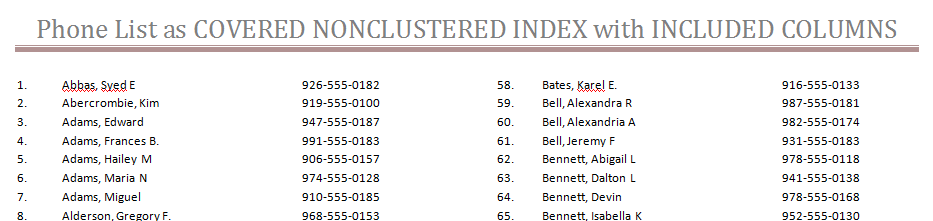 Phone List as COVERED NONCLUSTERED INDEX with INCLUDED COLUMNS
1. Abbas, Syed E 926-555-0182
2. Abercrombie, Kim 919-555-0100
3. Adams, Edward 947-555-0187
4. Adams, Frances B. 991-555-0183
5. Adams, Hailey M 906-555-0157
6. Adams, Maria N 974-555-0128
7. Adams, Miguel 910-555-0185
8. Alderson, Gregory F. 968-555-0153
58. Bates, Karel E. 916-555-0133
59. Bell, Alexandra R 987-555-0181
60. Bell, Alexandria A 982-555-0174
61. Bell, Jeremy F 931-555-0183
62. Bennett, Abigail L 978-555-0118
63. Bennett, Dalton L 941-555-0138
64. Bennett, Devin 978-555-0168
65. Bennett, Isabella K 952-555-0130